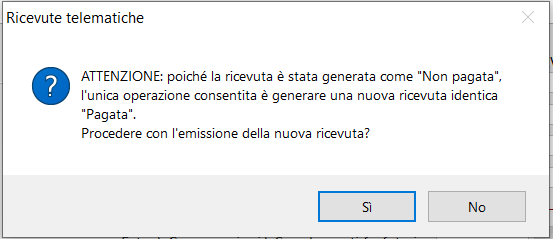 Ricevute telematiche
ATTENZIONE: poiché la ricevuta è stata generata come "Non pagata",
l'unica operazione consentita è generare una nuova ricevuta identica
"Pagata".
Procedere con l'emissione della nuova ricevuta?
Sì
No